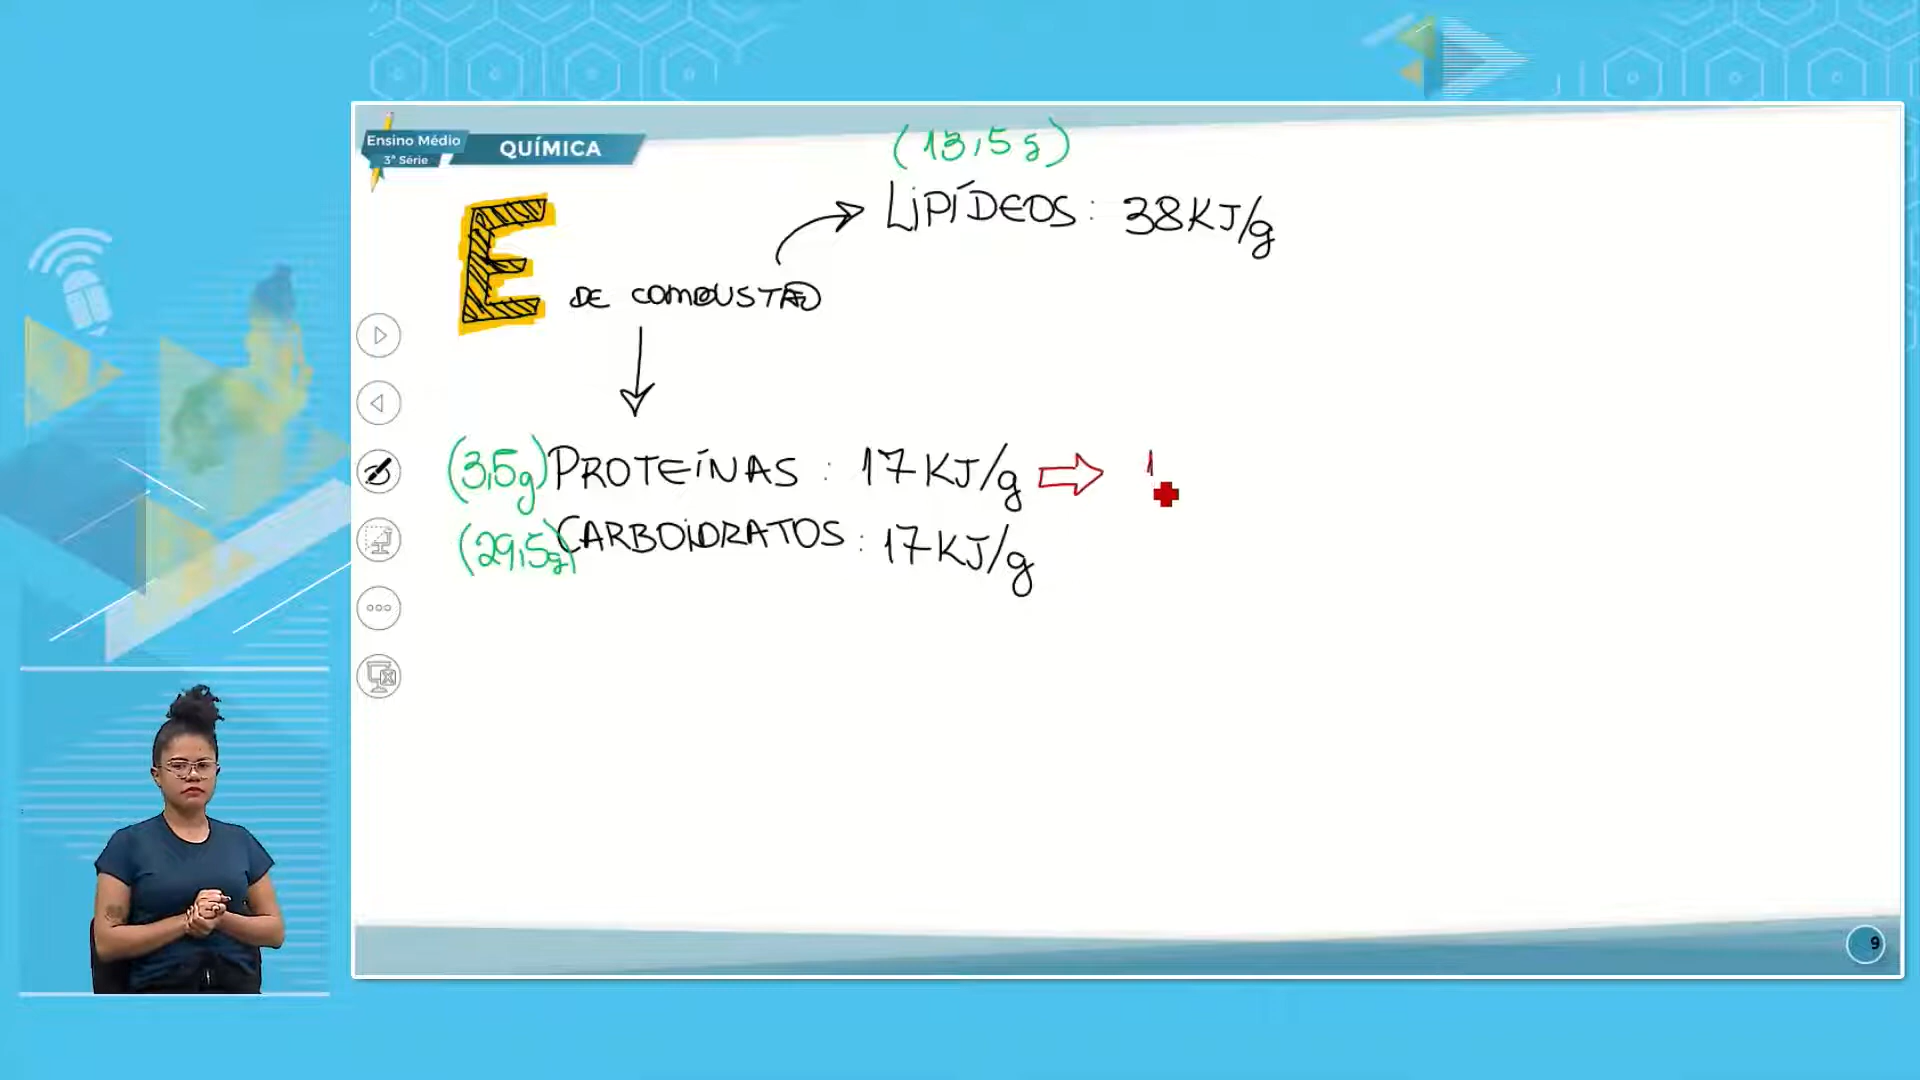 Ensino Médio
3ª Série
QUÍMICA
(13,5 g)
LIPÍDEOS: 38KJ/g
E DE COMBUSTÃO
(3,5g) PROTEÍNAS: 17KJ/g ⇨ 1
(29,5g) CARBOIDRATOS: 17KJ/g
9